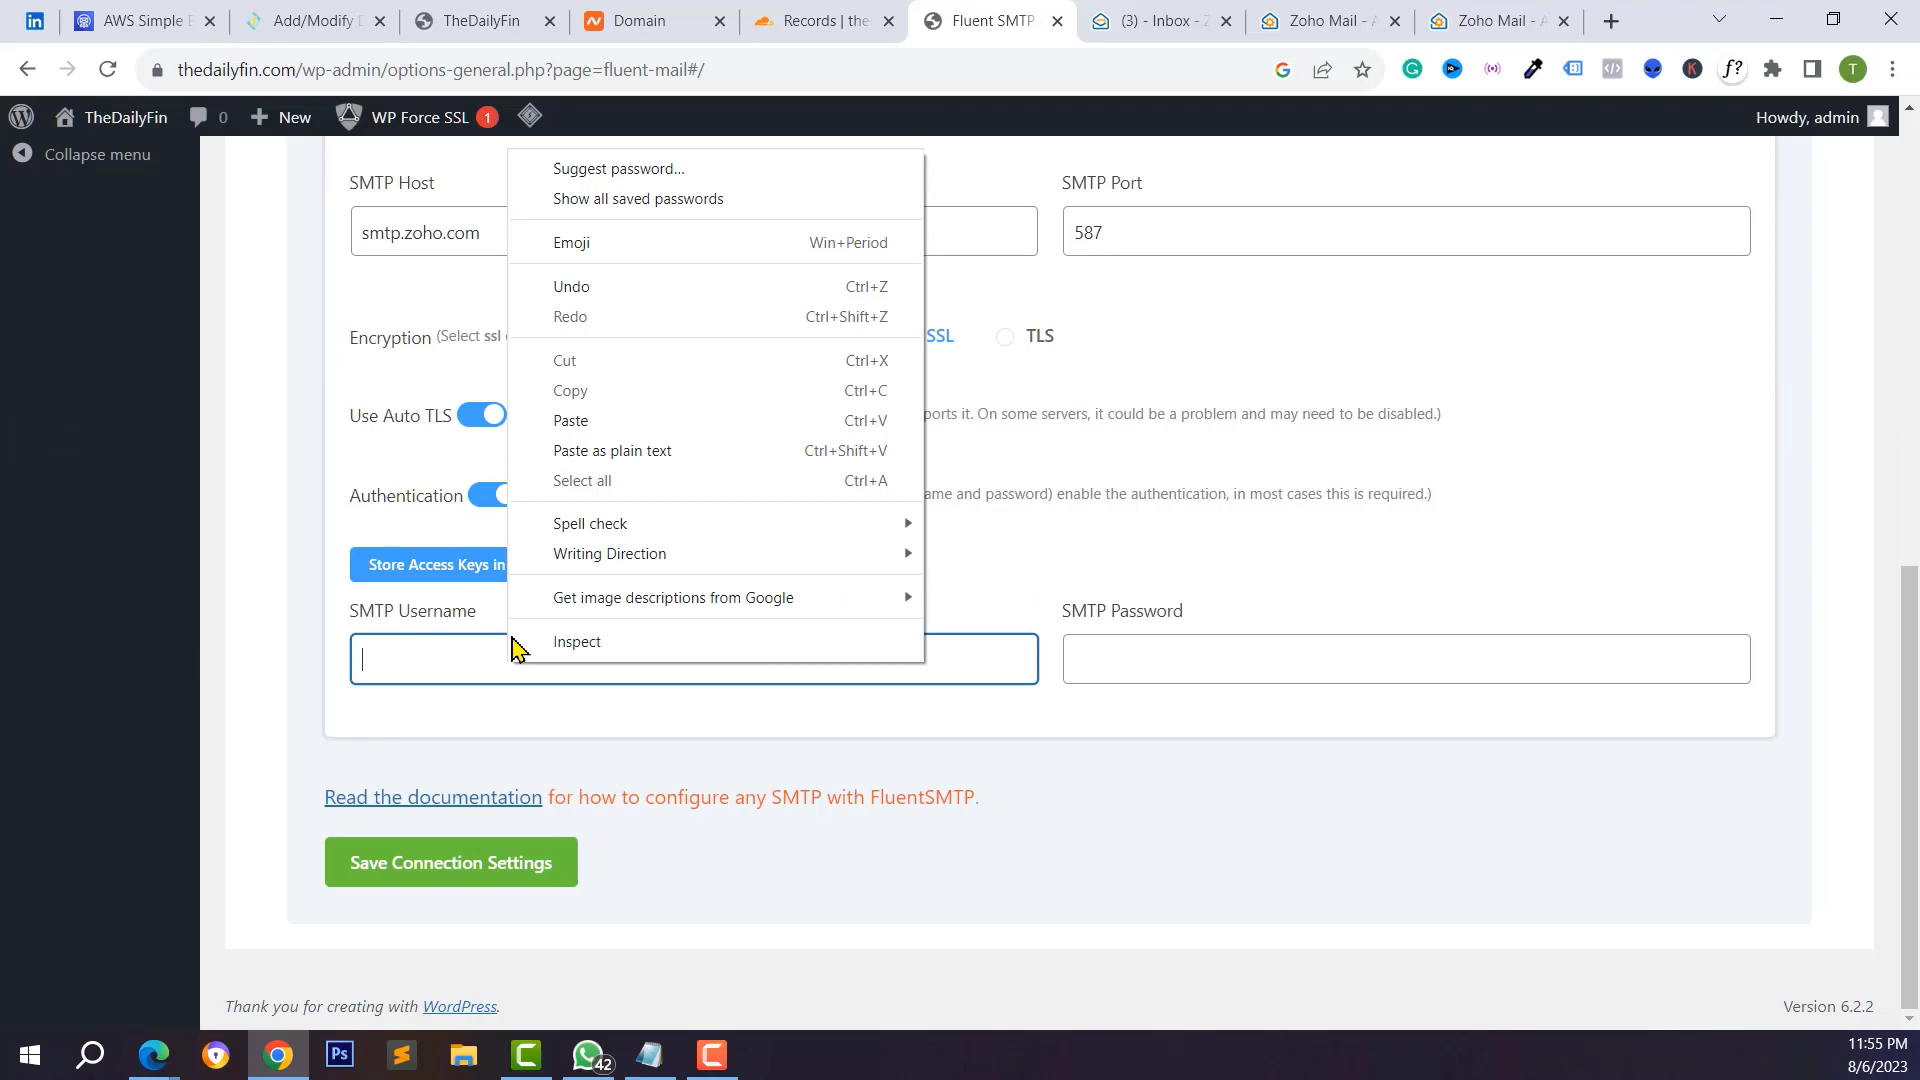 AWS Simple E
Add/Modify D
TheDailyFin
Domain
Records | the
Fluent SMTP
(3) - Inbox - Z
Zoho Mail - A
Zoho Mail - A
thedailyfin.com/wp-admin/options-general.php?page=fluent-mail#/
f?
T
TheDailyFin
0
New
WP Force SSL 1
Howdy, admin
Collapse menu
Suggest password...
Show all saved passwords
Emoji Win+Period
Undo Ctrl+Z
Redo Ctrl+Shift+Z
Cut Ctrl+X
Copy Ctrl+C
Paste Ctrl+V
Paste as plain text Ctrl+Shift+V
Select all Ctrl+A
Spell check
Writing Direction
Get image descriptions from Google
Inspect
SMTP Host
SMTP Port
smtp.zoho.com
587
Encryption (Select ssl
SSL
TLS
Use Auto TLS
ports it. On some servers, it could be a problem and may need to be disabled.)
Authentication
ame and password) enable the authentication, in most cases this is required.)
Store Access Keys in
SMTP Username
SMTP Password
Read the documentation for how to configure any SMTP with FluentSMTP.
Save Connection Settings
Thank you for creating with WordPress.
Version 6.2.2
Ps
42
11:55 PM
8/6/2023